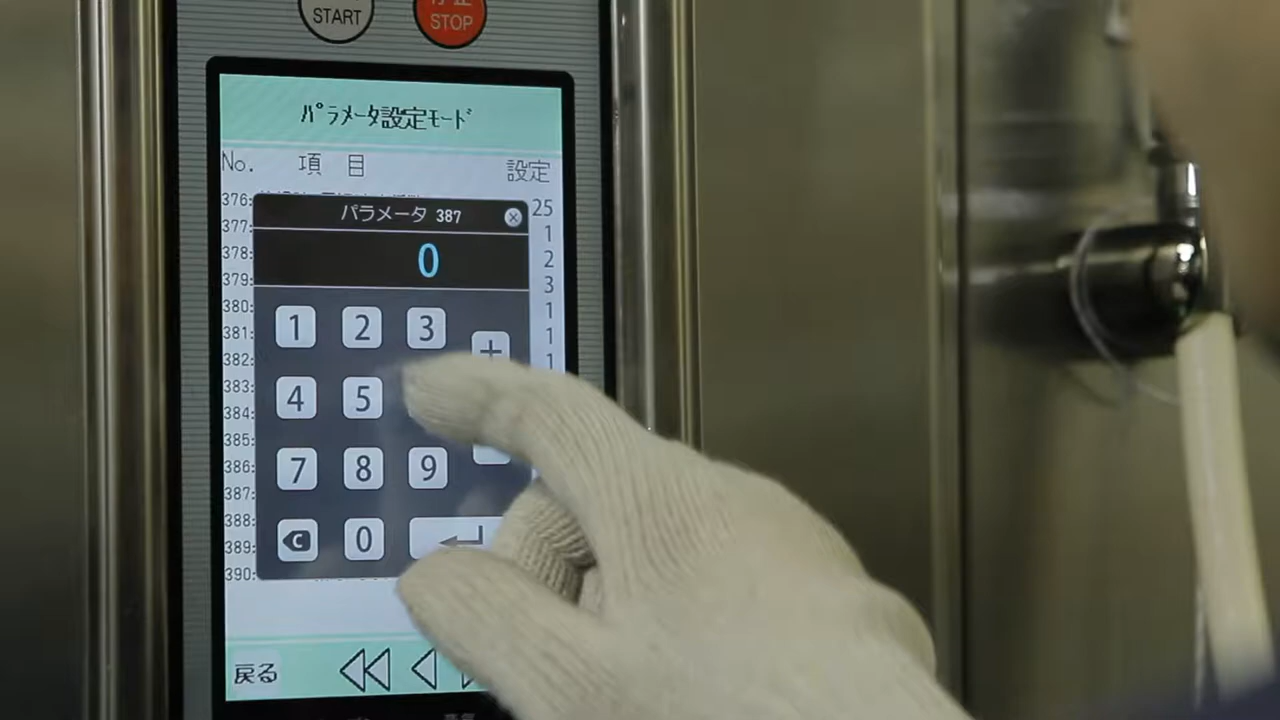 START
停止
STOP
ﾊﾟﾗﾒｰﾀ設定ﾓｰﾄﾞ
No. 項 目 設定
376: 25
パラメータ 387
377: 1
0
378: 2
379: 3
380: 1
1 2 3 +
381: 1
382: 1
383:
4 5
384:
385:
386:
7 8 9
387:
388:
389:
C 0
390:
戻る